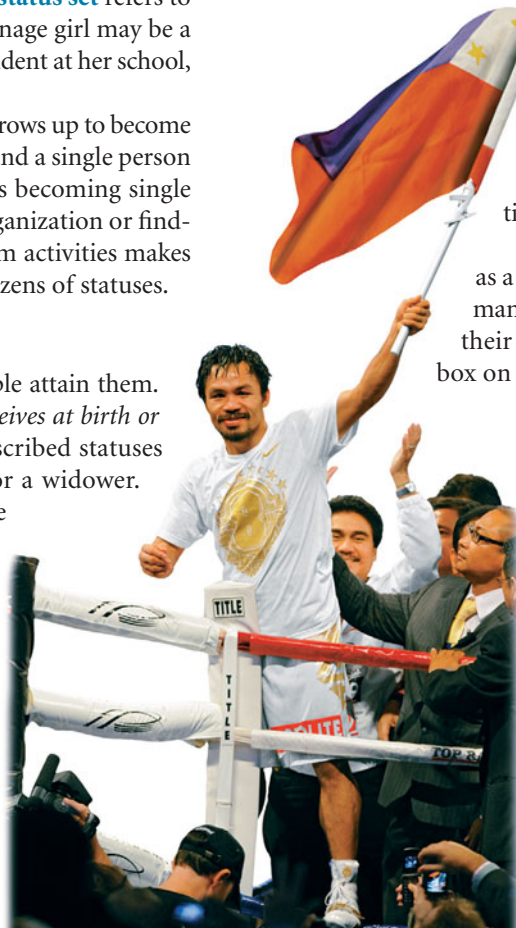 status set refers to
nage girl may be a
dent at her school,
rows up to become
nd a single person
s becoming single
ganization or find-
m activities makes
zens of statuses.
ple attain them.
eives at birth or
scribed statuses
or a widower.
e
ti
as a
man
their
box on
TITLE
TITLE
TOP RA